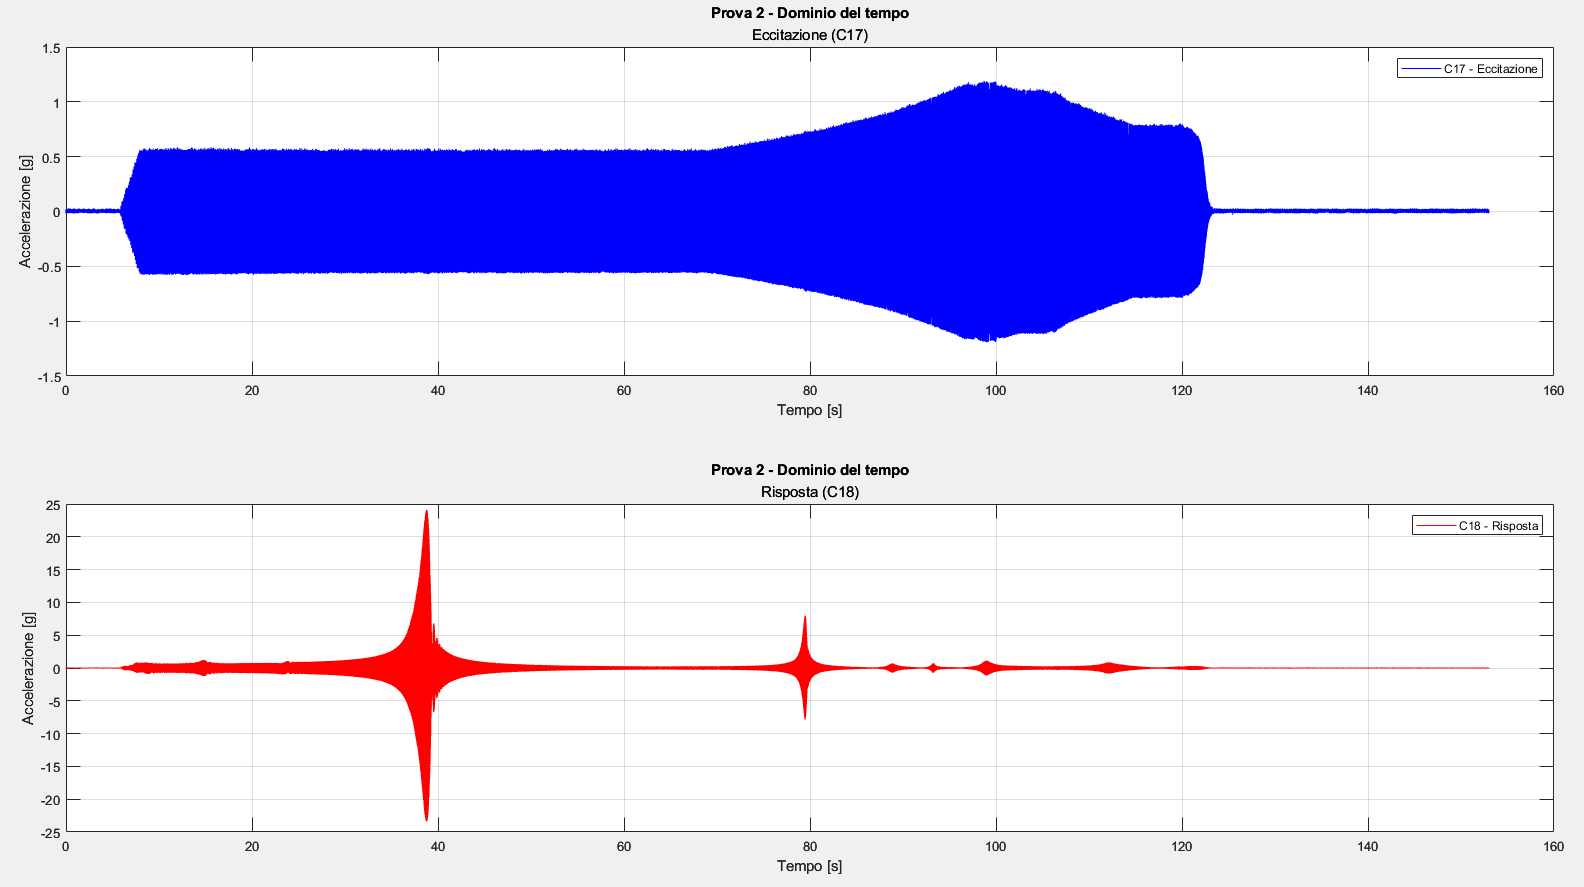 Prova 2 - Dominio del tempo
Eccitazione (C17)
C17 - Eccitazione
1.5
1
0.5
0
-0.5
-1
-1.5
Accelerazione [g]
0 20 40 60 80 100 120 140 160
Tempo [s]
Prova 2 - Dominio del tempo
Risposta (C18)
C18 - Risposta
25
20
15
10
5
0
-5
-10
-15
-20
-25
Accelerazione [g]
0 20 40 60 80 100 120 140 160
Tempo [s]